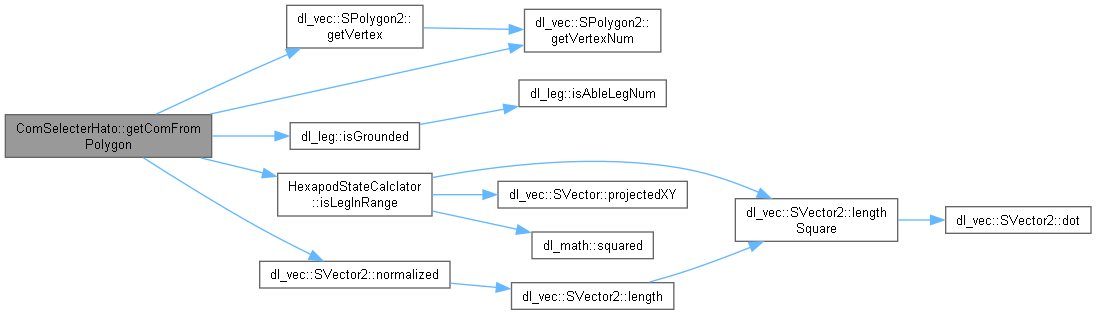 ComSelecterHato::getComFrom
Polygon
dl_vec::SPolygon2::
getVertex
dl_vec::SPolygon2::
getVertexNum
dl_leg::isGrounded
dl_leg::isAbleLegNum
HexapodStateCalclator
::isLegInRange
dl_vec::SVector::projectedXY
dl_math::squared
dl_vec::SVector2::length
Square
dl_vec::SVector2::dot
dl_vec::SVector2::normalized
dl_vec::SVector2::length